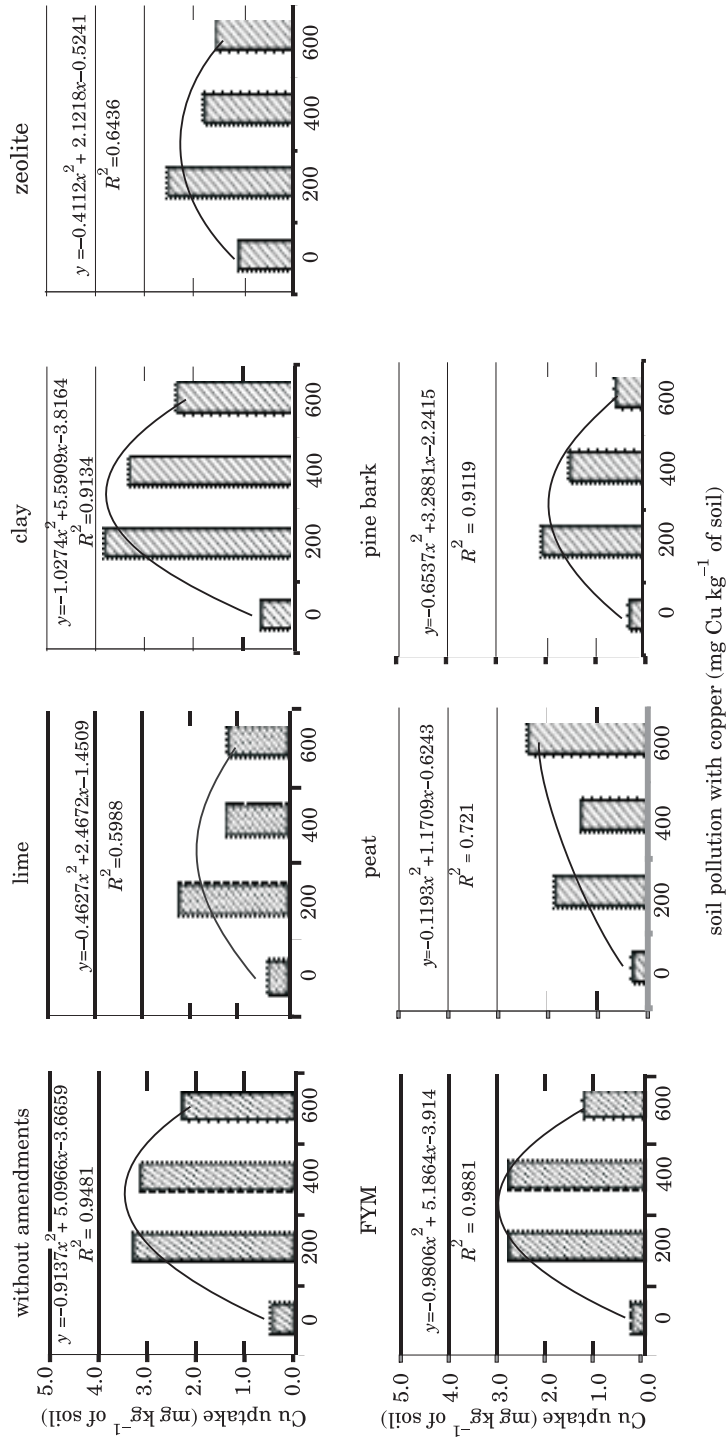 without amendments
y =−0.9137x² + 5.0966x−3.6659
R² = 0.9481
5.0
4.0
3.0
2.0
1.0
0.0
Cu uptake (mg kg⁻¹
of soil)
0 200 400 600
lime
y=−0.4627x²+2.4672x−1.4509
R²=0.5988
0 200 400 600
clay
y=−1.0274x²+5.5909x−3.8164
R²=0.9134
0 200 400 600
zeolite
y =−0.4112x²+ 2.1218x−0.5241
R²=0.6436
0 200 400 600
FYM
y=−0.9806x²+ 5.1864x−3.914
R² = 0.9881
5.0
4.0
3.0
2.0
1.0
0.0
Cu uptake (mg kg⁻¹
of soil)
0 200 400 600
peat
y=−0.1193x²+1.1709x−0.6243
R² = 0.721
0 200 400 600
pine bark
y=−0.6537x²+3.2881x−2.2415
R² = 0.9119
0 200 400 600
soil pollution with copper (mg Cu kg⁻¹ of soil)